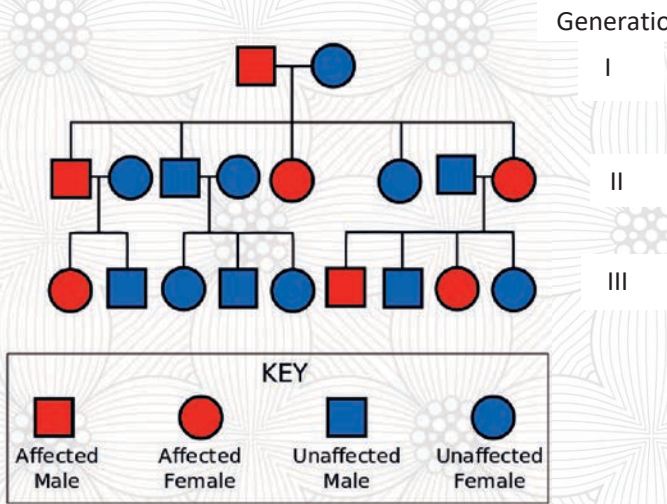 Generatio
I
II
III
KEY
Affected Male
Affected Female
Unaffected Male
Unaffected Female